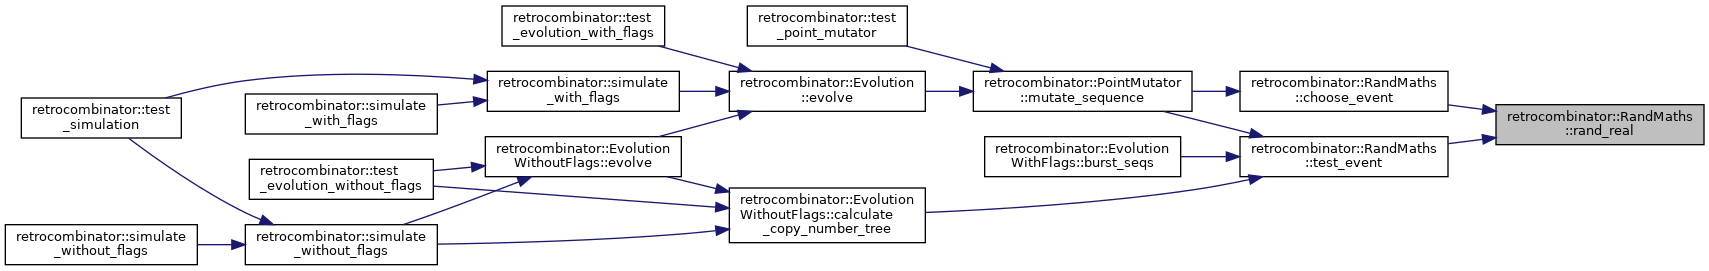 retrocombinator::test
_simulation
retrocombinator::simulate
_without_flags
retrocombinator::test
_evolution_with_flags
retrocombinator::simulate
_with_flags
retrocombinator::simulate
_with_flags
retrocombinator::Evolution
WithoutFlags::evolve
retrocombinator::test
_evolution_without_flags
retrocombinator::simulate
_without_flags
retrocombinator::test
_point_mutator
retrocombinator::Evolution
::evolve
retrocombinator::Evolution
WithoutFlags::calculate
_copy_number_tree
retrocombinator::PointMutator
::mutate_sequence
retrocombinator::Evolution
WithFlags::burst_seqs
retrocombinator::RandMaths
::choose_event
retrocombinator::RandMaths
::test_event
retrocombinator::RandMaths
::rand_real